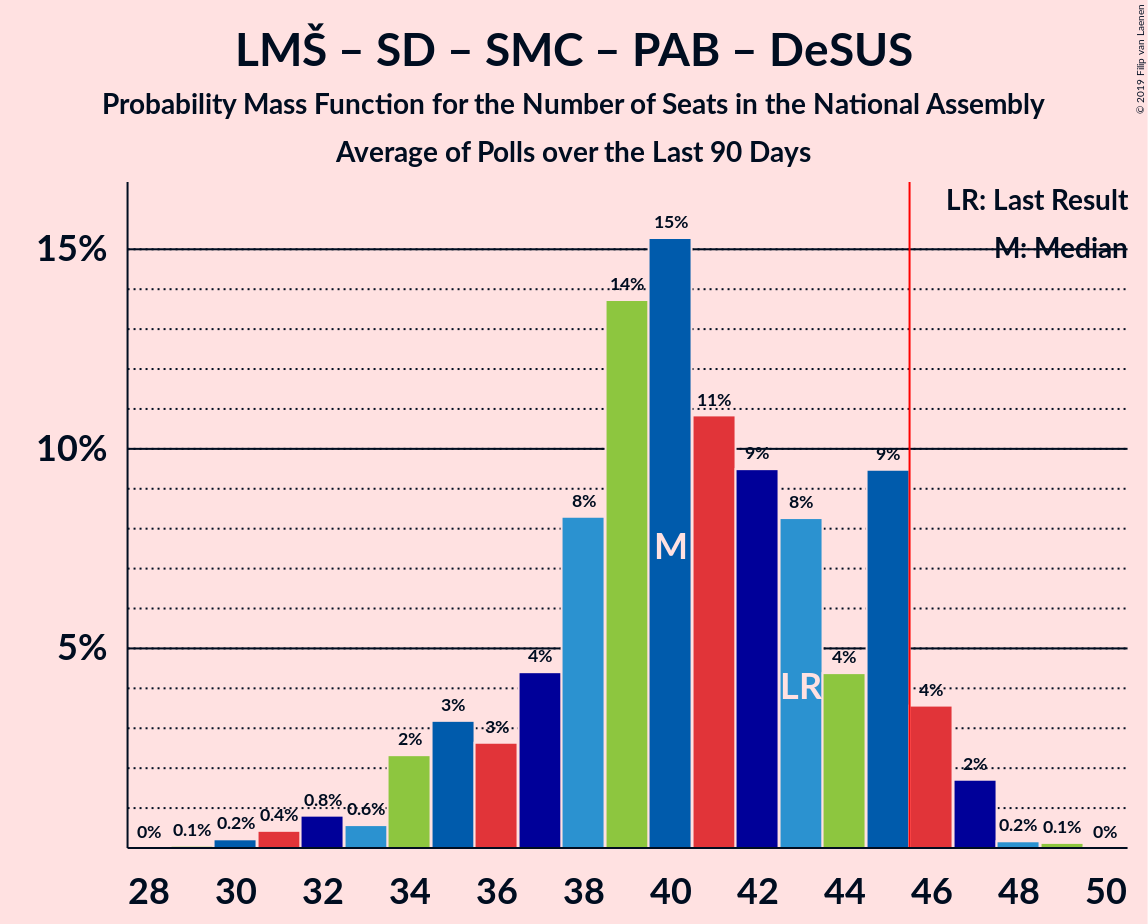 LMŠ – SD – SMC – PAB – DeSUS
Probability Mass Function for the Number of Seats in the National Assembly
Average of Polls over the Last 90 Days
© 2019 Filip van Laenen
LR: Last Result
M: Median
15%
10%
5%
0%
0.1%
0.2%
0.4%
0.8%
0.6%
2%
3%
3%
4%
8%
14%
15%
11%
9%
8%
4%
9%
4%
2%
0.2%
0.1%
0%
M
LR
28 30 32 34 36 38 40 42 44 46 48 50